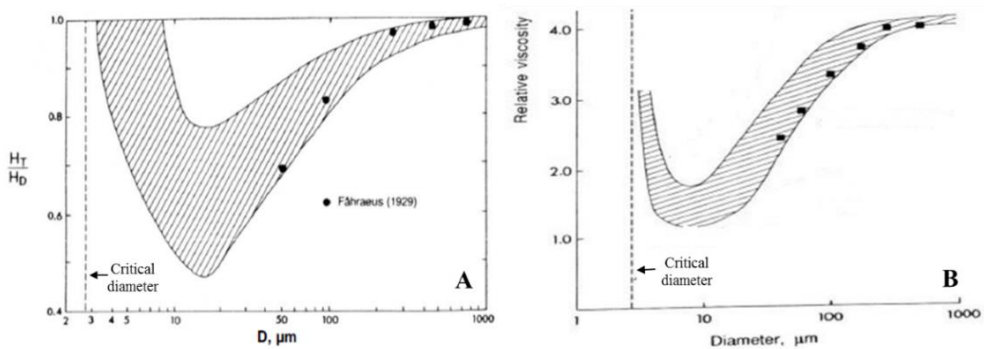 1.0
0.8
0.6
0.4
H_T
H_D
2
3
4
5
10
50
100
500
1000
D, µm
Critical
diameter
Fåhraeus (1929)
A
B
Relative viscosity
4.0
3.0
2.0
1.0
Critical
diameter
1
10
100
1000
Diameter, µm